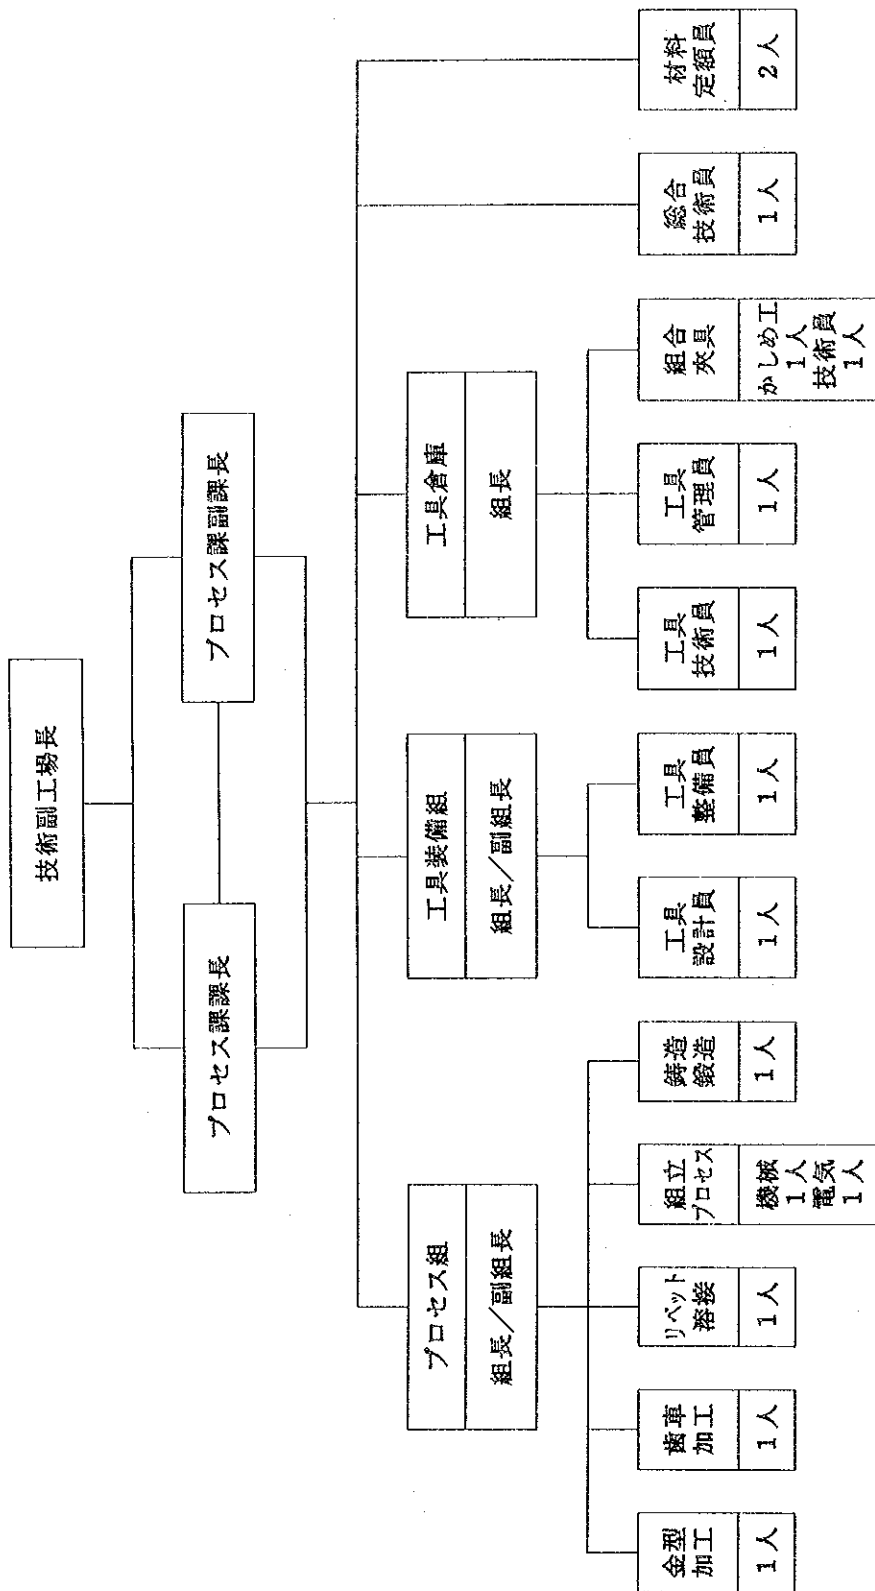 技術副工場長
プロセス課課長
プロセス課副課長
プロセス組
組長/副組長
工具装備組
組長/副組長
工具倉庫
組長
金型
加工
1人
歯車
加工
1人
リベット
溶接
1人
組立
プロセス
機械
1人
電気
1人
鋳造
鍛造
1人
工具
設計員
1人
工具
整備員
1人
工具
技術員
1人
工具
管理員
1人
組合
夾具
かしめ工
1人
技術員
1人
総合
技術員
1人
材料
定額員
2人